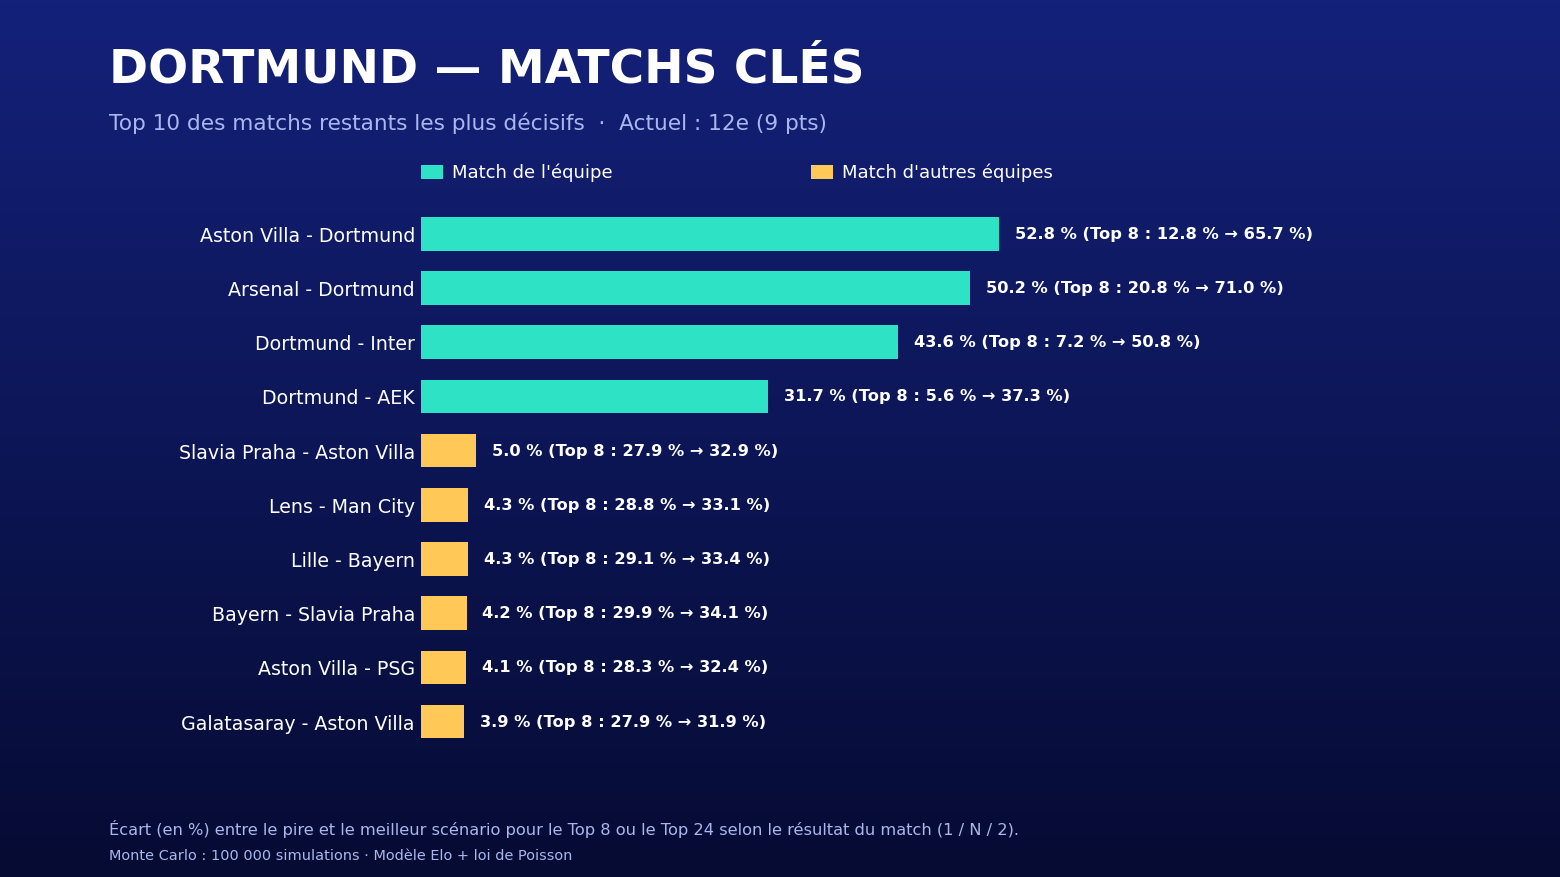 DORTMUND — MATCHS CLÉS
Top 10 des matchs restants les plus décisifs · Actuel : 12e (9 pts)
Match de l'équipe
Match d'autres équipes
Aston Villa - Dortmund 52.8 % (Top 8 : 12.8 % → 65.7 %)
Arsenal - Dortmund 50.2 % (Top 8 : 20.8 % → 71.0 %)
Dortmund - Inter 43.6 % (Top 8 : 7.2 % → 50.8 %)
Dortmund - AEK 31.7 % (Top 8 : 5.6 % → 37.3 %)
Slavia Praha - Aston Villa 5.0 % (Top 8 : 27.9 % → 32.9 %)
Lens - Man City 4.3 % (Top 8 : 28.8 % → 33.1 %)
Lille - Bayern 4.3 % (Top 8 : 29.1 % → 33.4 %)
Bayern - Slavia Praha 4.2 % (Top 8 : 29.9 % → 34.1 %)
Aston Villa - PSG 4.1 % (Top 8 : 28.3 % → 32.4 %)
Galatasaray - Aston Villa 3.9 % (Top 8 : 27.9 % → 31.9 %)
Écart (en %) entre le pire et le meilleur scénario pour le Top 8 ou le Top 24 selon le résultat du match (1 / N / 2).
Monte Carlo : 100 000 simulations · Modèle Elo + loi de Poisson